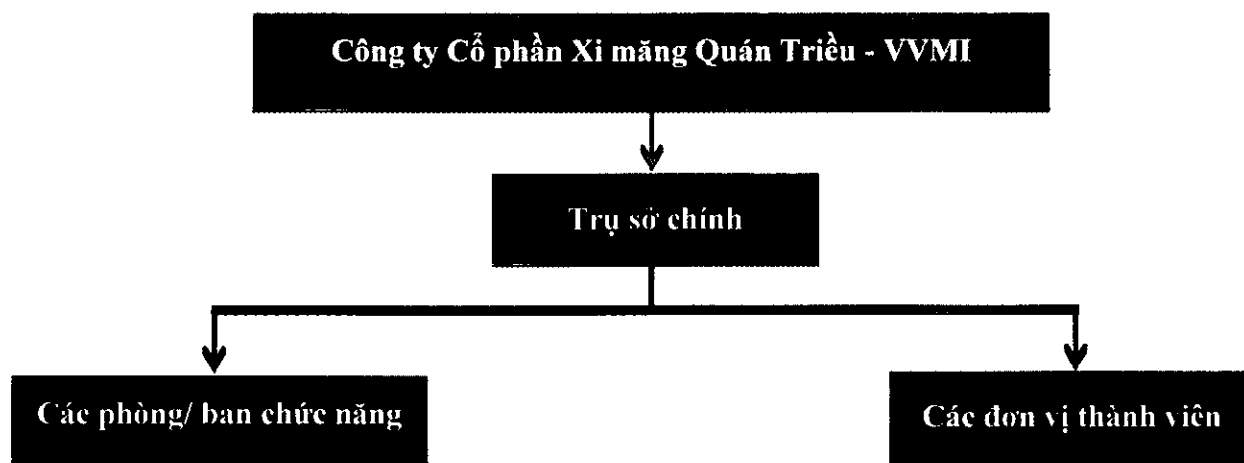 Công ty Cổ phần Xi măng Quán Triều - VVMI
Trụ sở chính
Các phòng/ ban chức năng
Các đơn vị thành viên